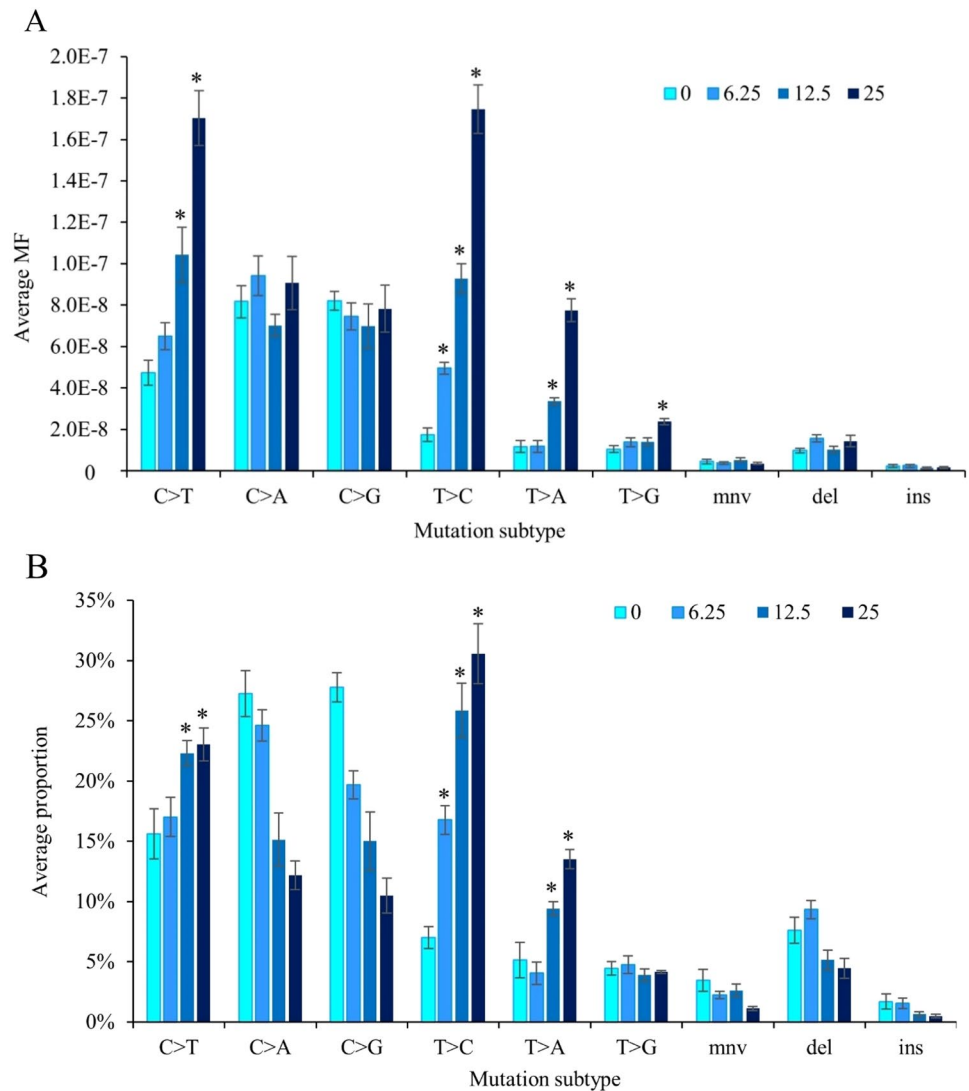 A
2.0E-7
1.8E-7
1.6E-7
1.4E-7
1.2E-7
1.0E-7
8.0E-8
6.0E-8
4.0E-8
2.0E-8
0
Average MF
0 6.25 12.5 25
* * * * * * * *
C>T C>A C>G T>C T>A T>G mnv del ins
Mutation subtype
B
35%
30%
25%
20%
15%
10%
5%
0%
Average proportion
0 6.25 12.5 25
* * * * * * *
C>T C>A C>G T>C T>A T>G mnv del ins
Mutation subtype